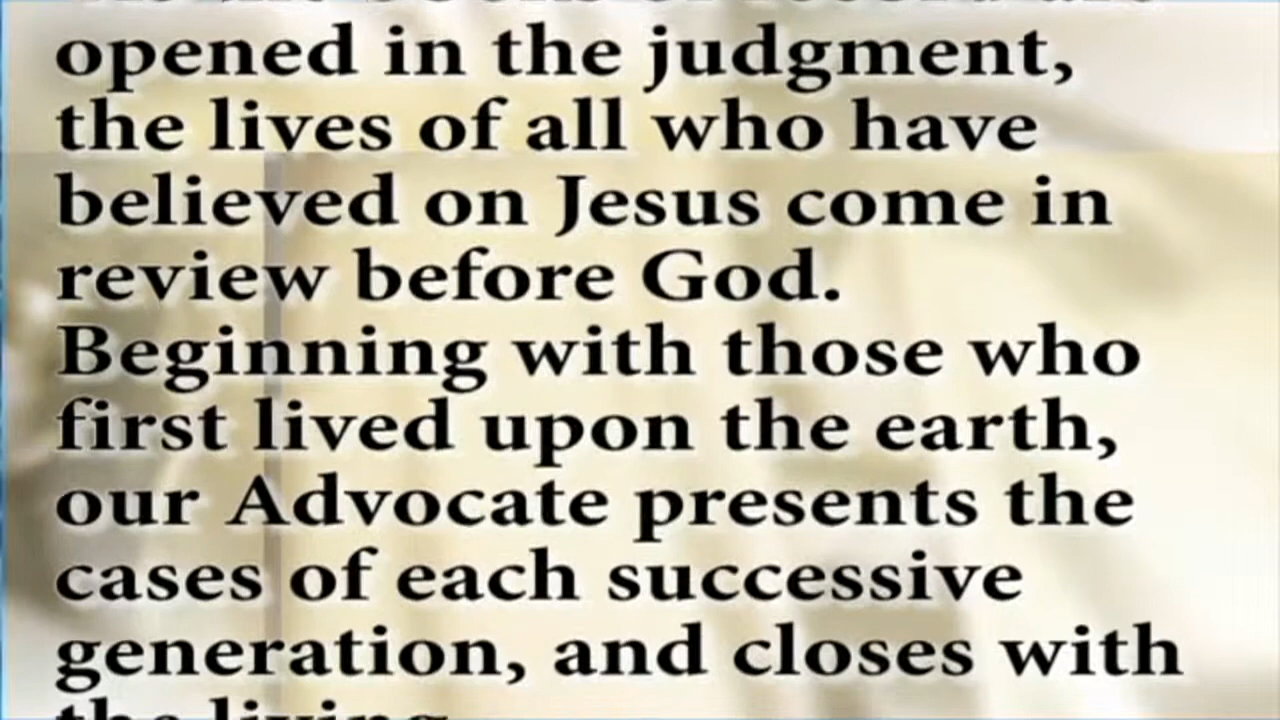 opened in the judgment,
the lives of all who have
believed on Jesus come in
review before God.
Beginning with those who
first lived upon the earth,
our Advocate presents the
cases of each successive
generation, and closes with
the living